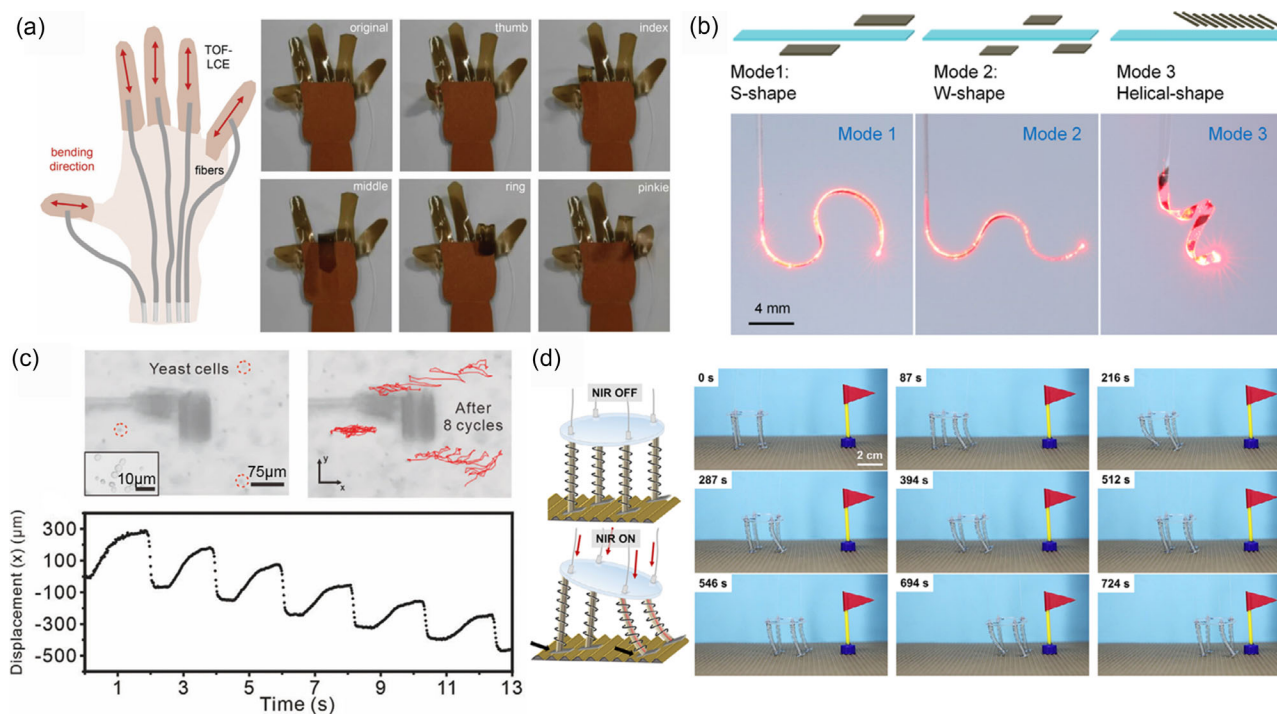 (a)
TOF-
LCE
bending
direction
fibers
original
thumb
index
middle
ring
pinkie
(b)
Mode1:
S-shape
Mode 2:
W-shape
Mode 3
Helical-shape
Mode 1
Mode 2
Mode 3
4 mm
(c)
Yeast cells
10μm
75μm
After
8 cycles
y
x
Displacement (x) (μm)
300
100
-100
-300
-500
1
3
5
7
9
11
13
Time (s)
(d)
NIR OFF
NIR ON
0 s
87 s
216 s
2 cm
287 s
394 s
512 s
546 s
694 s
724 s